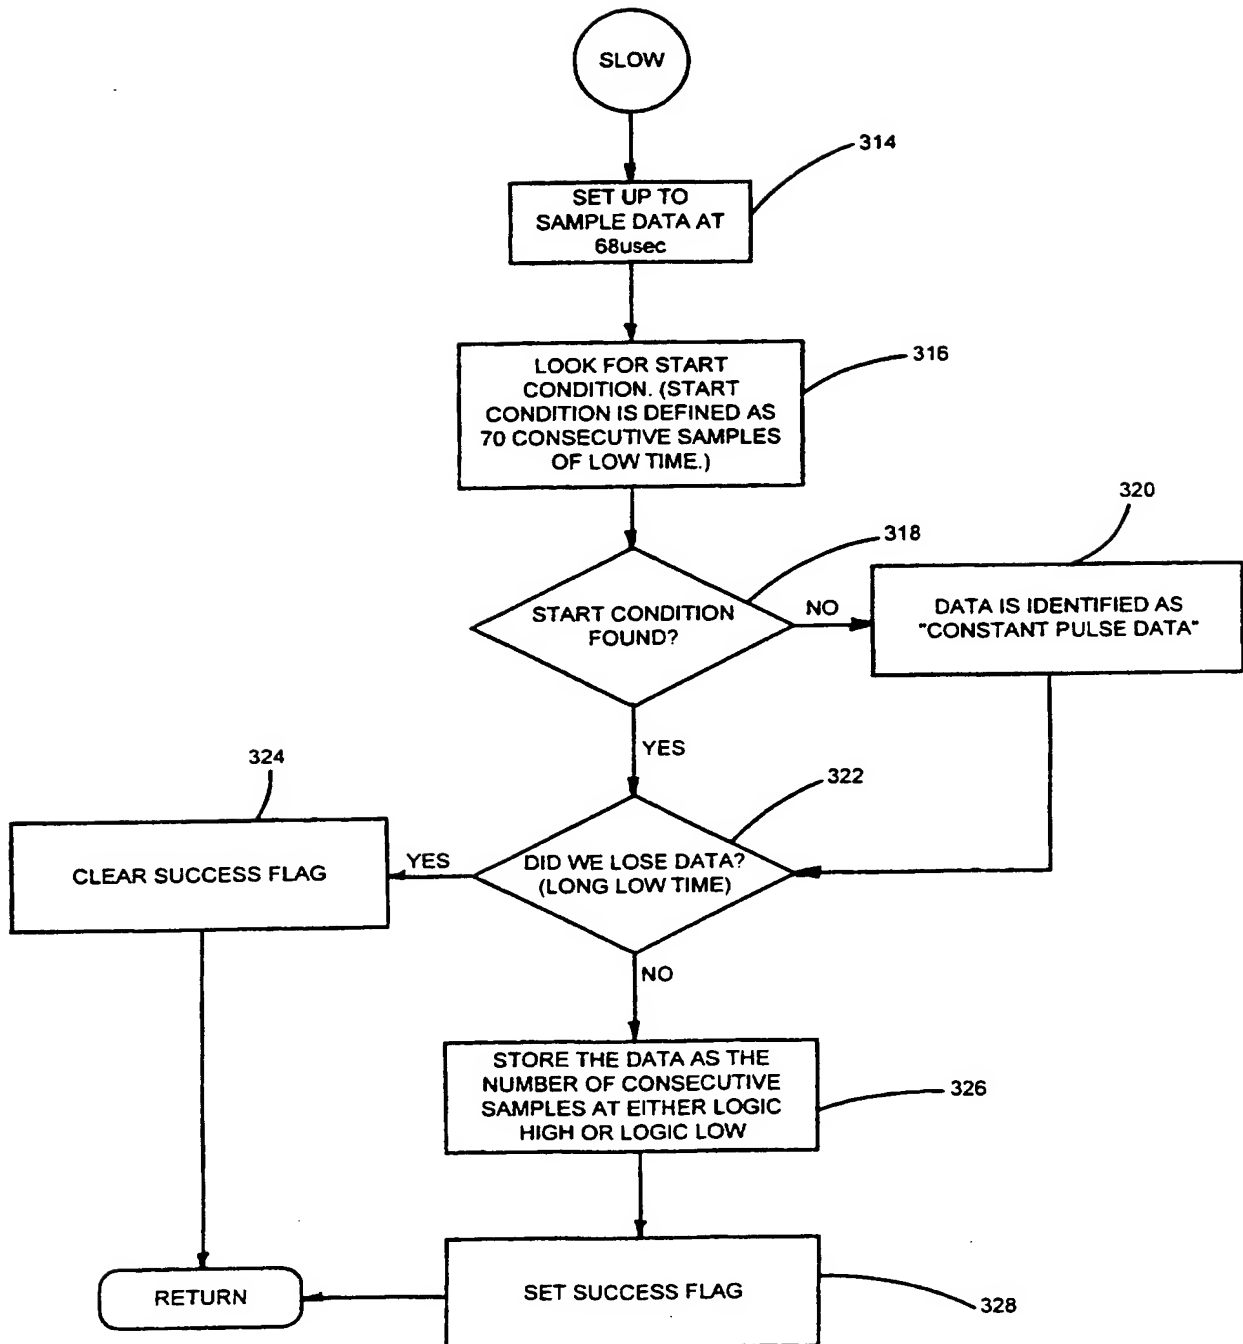 SLOW
314
SET UP TO
SAMPLE DATA AT
68usec
316
LOOK FOR START
CONDITION. (START
CONDITION IS DEFINED AS
70 CONSECUTIVE SAMPLES
OF LOW TIME.)
318
START CONDITION
FOUND?
NO
320
DATA IS IDENTIFIED AS
"CONSTANT PULSE DATA"
YES
322
DID WE LOSE DATA?
(LONG LOW TIME)
YES
324
CLEAR SUCCESS FLAG
NO
STORE THE DATA AS THE
NUMBER OF CONSECUTIVE
SAMPLES AT EITHER LOGIC
HIGH OR LOGIC LOW
326
SET SUCCESS FLAG
328
RETURN